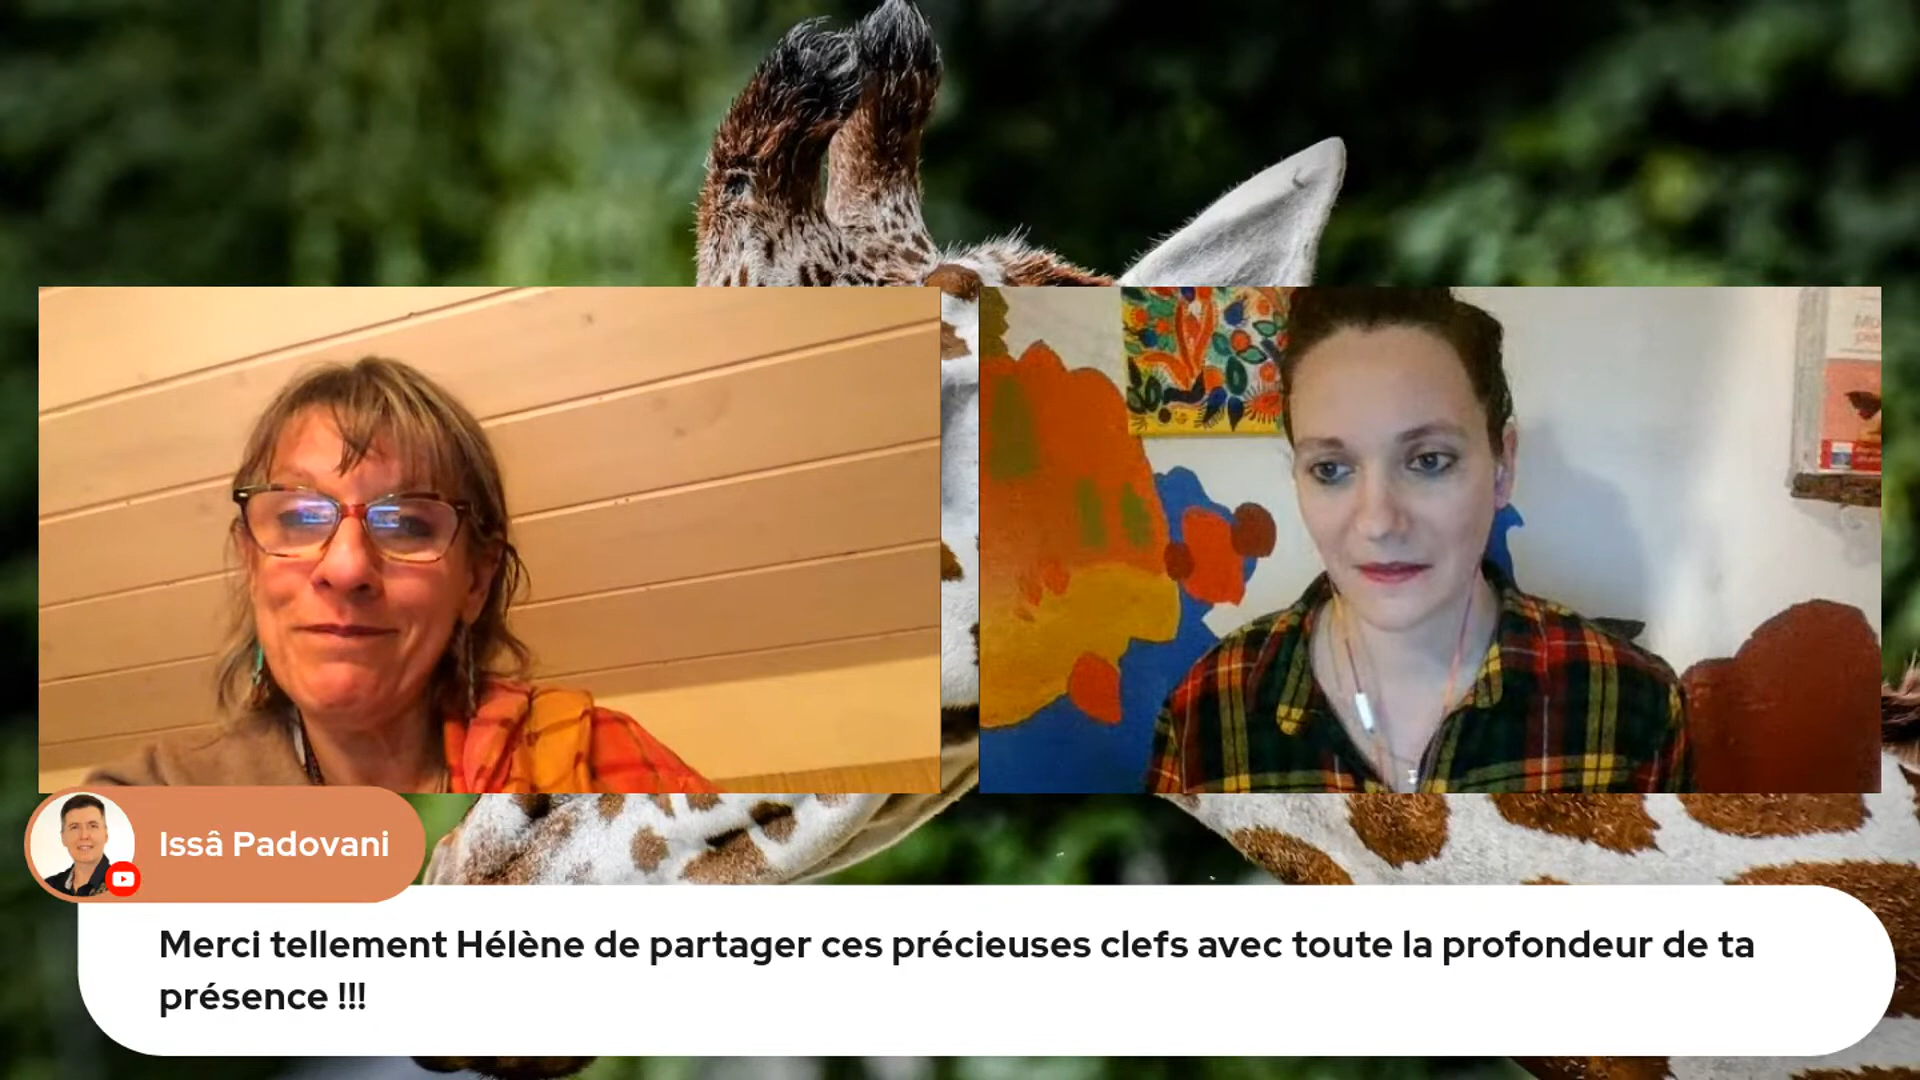 Issâ Padovani
Merci tellement Hélène de partager ces précieuses clefs avec toute la profondeur de ta
présence !!!